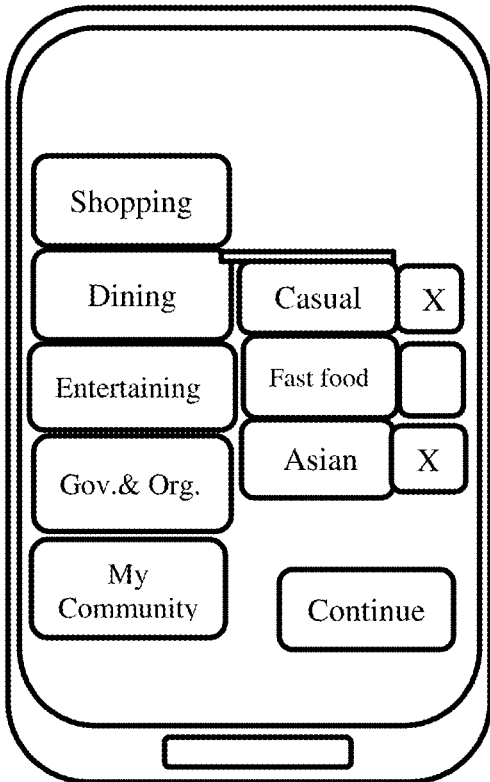 Shopping
Dining
Casual
X
Entertaining
Fast food
Gov.& Org.
Asian
X
My
Community
Continue